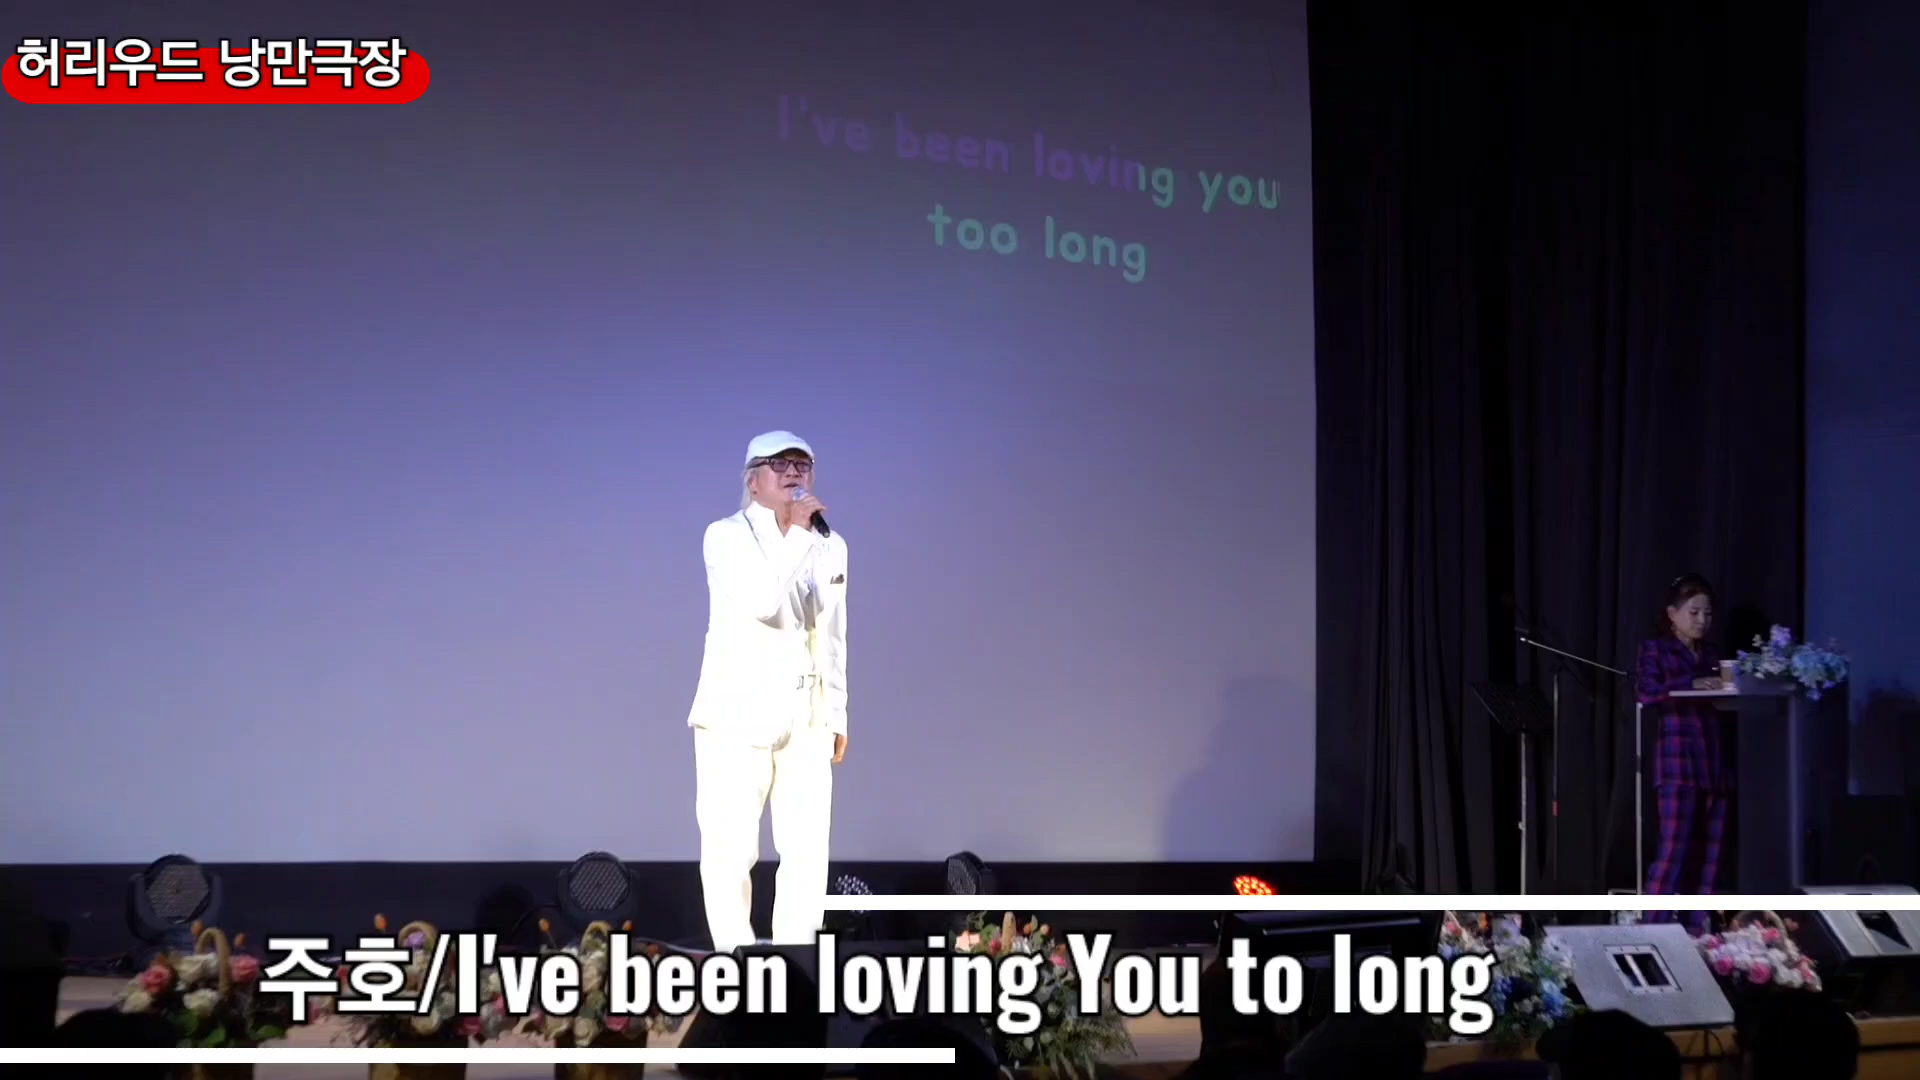 허리우드 낭만극장
I've been loving you
too long
주호/I've been loving You to long